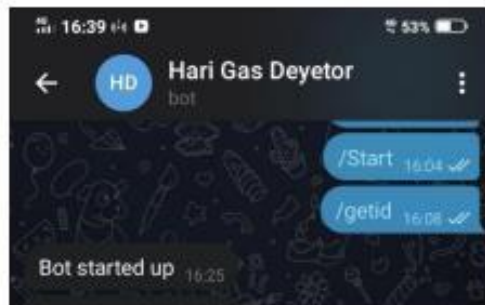 16:39
53%
HD
Hari Gas Deyetor
bot
/Start 16:04
/getid 16:08
Bot started up 16:25